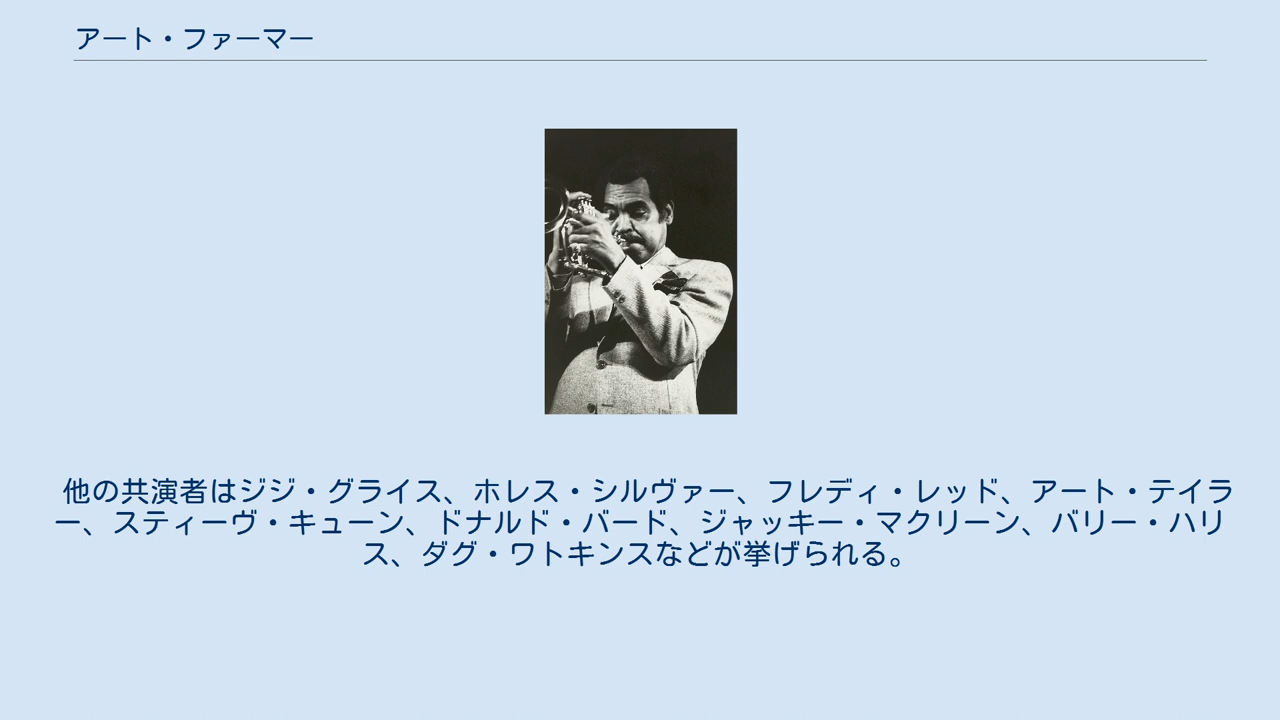 アート・ファーマー
他の共演者はジジ・グライス、ホレス・シルヴァー、フレディ・レッド、アート・テイラ
ー、スティーヴ・キューン、ドナルド・バード、ジャッキー・マクリーン、バリー・ハリ
ス、ダグ・ワトキンスなどが挙げられる。